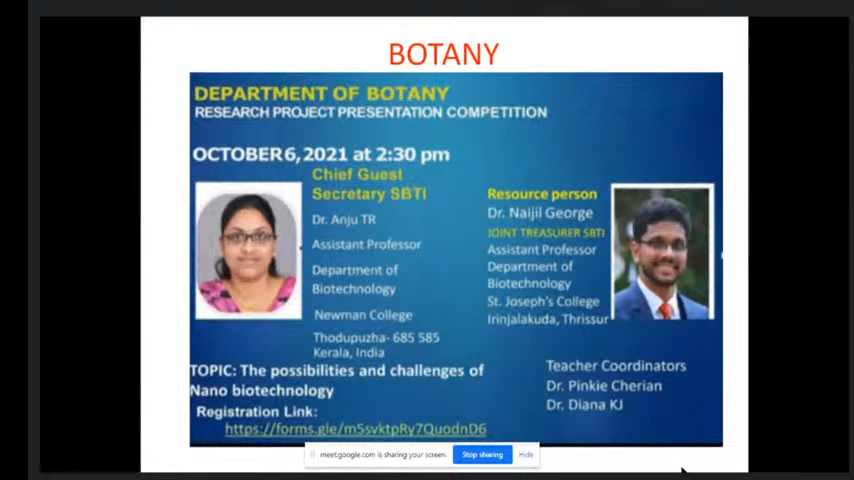 BOTANY
DEPARTMENT OF BOTANY
RESEARCH PROJECT PRESENTATION COMPETITION
OCTOBER 6, 2021 at 2:30 pm
Chief Guest
Secretary SBTI
Dr. Anju TR
Assistant Professor
Department of
Biotechnology
Newman College
Thodupuzha- 685 585
Kerala, India
Resource person
Dr. Naijil George
JOINT TREASURER SBTI
Assistant Professor
Department of
Biotechnology
St. Joseph's College
Irinjalakuda, Thrissur
TOPIC: The possibilities and challenges of
Nano biotechnology
Registration Link:
https://forms.gle/m5svktpRy7QuodnD6
Teacher Coordinators
Dr. Pinkie Cherian
Dr. Diana KJ
meet.google.com is sharing your screen.
Stop sharing
Hide